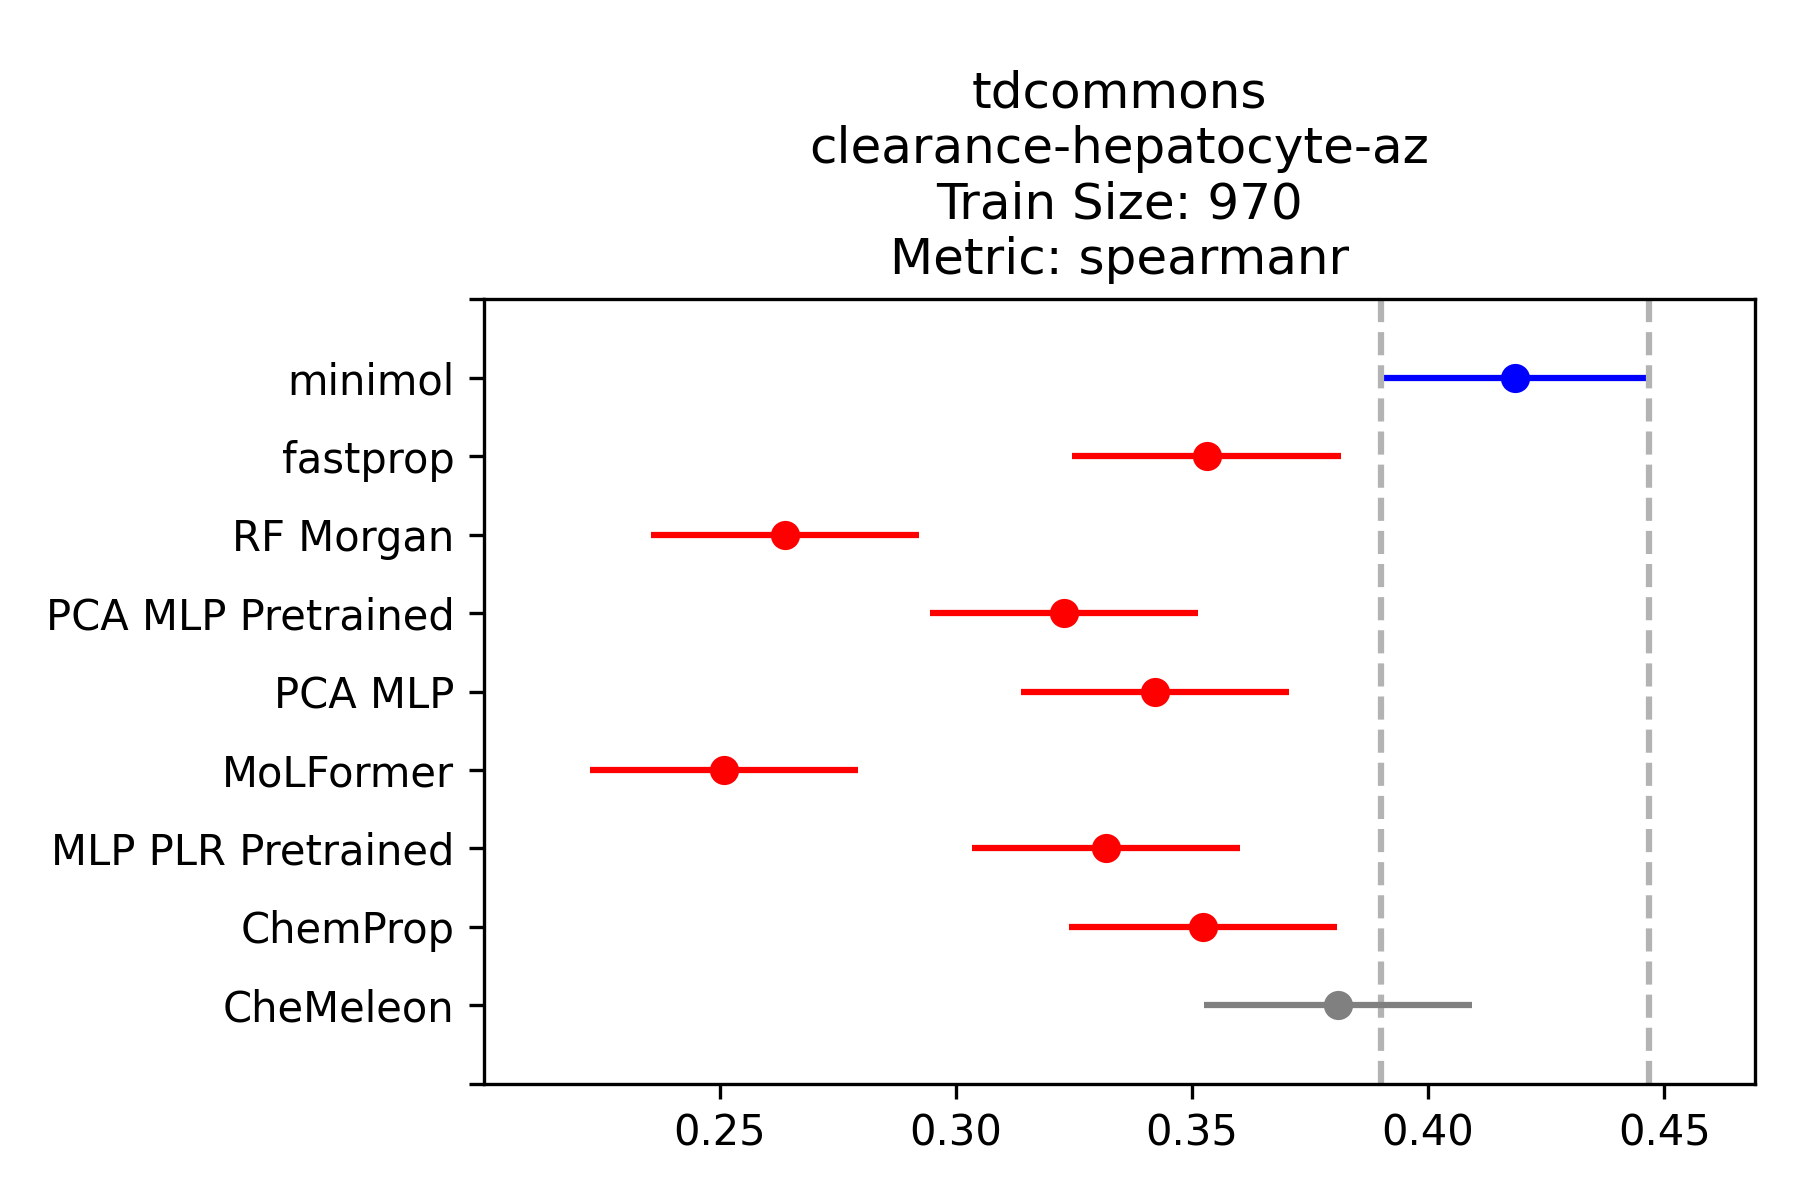 tdcommons
clearance-hepatocyte-az
Train Size: 970
Metric: spearmanr
minimol
fastprop
RF Morgan
PCA MLP Pretrained
PCA MLP
MoLFormer
MLP PLR Pretrained
ChemProp
CheMeleon
0.25 0.30 0.35 0.40 0.45